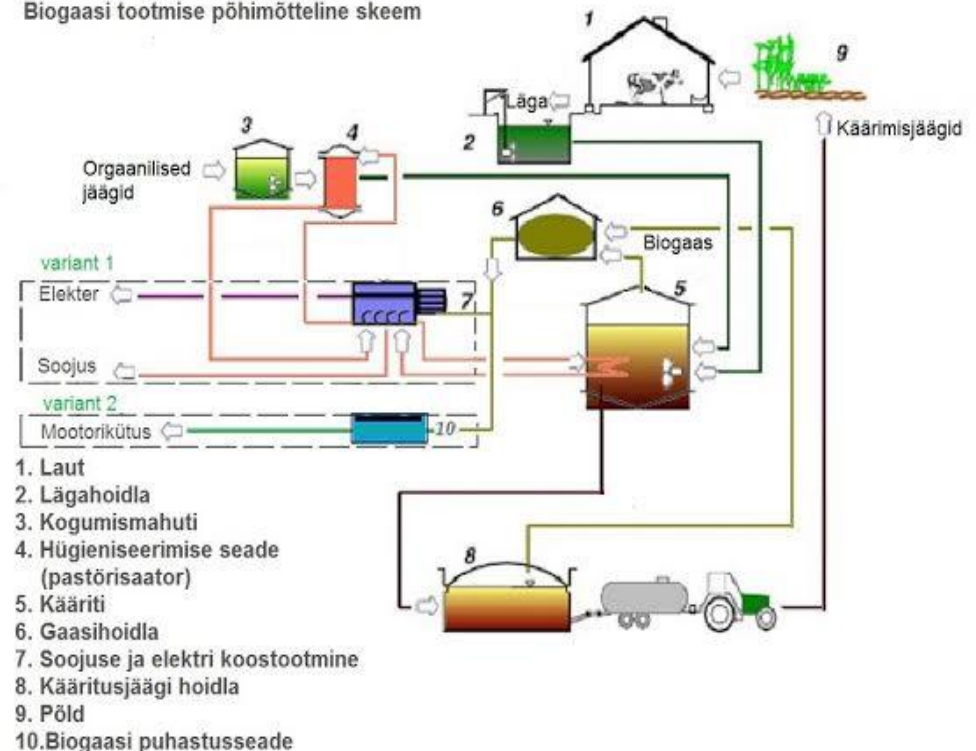 Biogaasi tootmise põhimõtteline skeem
1
9
Läga
2
Käärimisjäägid
3
4
Orgaanilised
jäägid
6
Biogaas
variant 1
5
Elekter
7
Soojus
variant 2
Mootorikütus
10
8
1. Laut
2. Lägahoidla
3. Kogumismahuti
4. Hügieniseerimise seade
(pastörisaator)
5. Kääriti
6. Gaasihoidla
7. Soojuse ja elektri koostootmine
8. Kääritusjäägi hoidla
9. Põld
10.Biogaasi puhastusseade